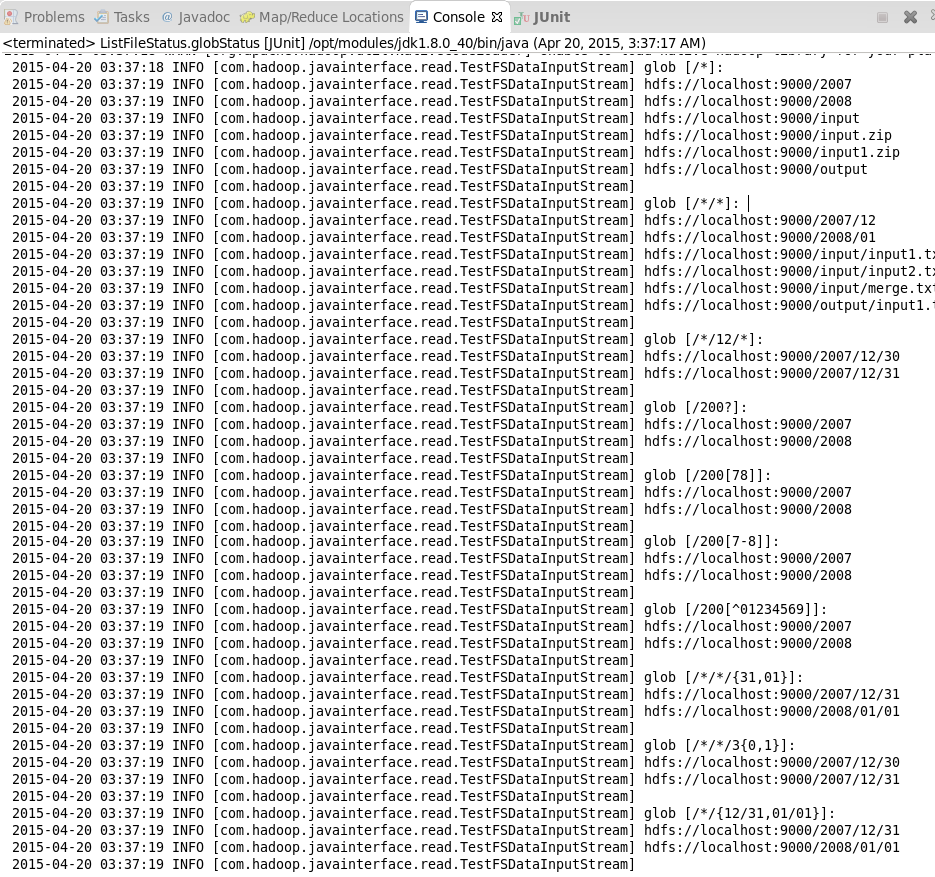 Problems Tasks @ Javadoc Map/Reduce Locations Console JUnit
<terminated> ListFileStatus.globStatus [JUnit] /opt/modules/jdk1.8.0_40/bin/java (Apr 20, 2015, 3:37:17 AM)
2015-04-20 03:37:18 INFO [com.hadoop.javainterface.read.TestFSDataInputStream] glob [/*]:
2015-04-20 03:37:19 INFO [com.hadoop.javainterface.read.TestFSDataInputStream] hdfs://localhost:9000/2007
2015-04-20 03:37:19 INFO [com.hadoop.javainterface.read.TestFSDataInputStream] hdfs://localhost:9000/2008
2015-04-20 03:37:19 INFO [com.hadoop.javainterface.read.TestFSDataInputStream] hdfs://localhost:9000/input
2015-04-20 03:37:19 INFO [com.hadoop.javainterface.read.TestFSDataInputStream] hdfs://localhost:9000/input.zip
2015-04-20 03:37:19 INFO [com.hadoop.javainterface.read.TestFSDataInputStream] hdfs://localhost:9000/input1.zip
2015-04-20 03:37:19 INFO [com.hadoop.javainterface.read.TestFSDataInputStream] hdfs://localhost:9000/output
2015-04-20 03:37:19 INFO [com.hadoop.javainterface.read.TestFSDataInputStream]
2015-04-20 03:37:19 INFO [com.hadoop.javainterface.read.TestFSDataInputStream] glob [/*/*]:
2015-04-20 03:37:19 INFO [com.hadoop.javainterface.read.TestFSDataInputStream] hdfs://localhost:9000/2007/12
2015-04-20 03:37:19 INFO [com.hadoop.javainterface.read.TestFSDataInputStream] hdfs://localhost:9000/2008/01
2015-04-20 03:37:19 INFO [com.hadoop.javainterface.read.TestFSDataInputStream] hdfs://localhost:9000/input/input1.tx
2015-04-20 03:37:19 INFO [com.hadoop.javainterface.read.TestFSDataInputStream] hdfs://localhost:9000/input/input2.tx
2015-04-20 03:37:19 INFO [com.hadoop.javainterface.read.TestFSDataInputStream] hdfs://localhost:9000/input/merge.txt
2015-04-20 03:37:19 INFO [com.hadoop.javainterface.read.TestFSDataInputStream] hdfs://localhost:9000/output/input1.t
2015-04-20 03:37:19 INFO [com.hadoop.javainterface.read.TestFSDataInputStream]
2015-04-20 03:37:19 INFO [com.hadoop.javainterface.read.TestFSDataInputStream] glob [/*/12/*]:
2015-04-20 03:37:19 INFO [com.hadoop.javainterface.read.TestFSDataInputStream] hdfs://localhost:9000/2007/12/30
2015-04-20 03:37:19 INFO [com.hadoop.javainterface.read.TestFSDataInputStream] hdfs://localhost:9000/2007/12/31
2015-04-20 03:37:19 INFO [com.hadoop.javainterface.read.TestFSDataInputStream]
2015-04-20 03:37:19 INFO [com.hadoop.javainterface.read.TestFSDataInputStream] glob [/200?]:
2015-04-20 03:37:19 INFO [com.hadoop.javainterface.read.TestFSDataInputStream] hdfs://localhost:9000/2007
2015-04-20 03:37:19 INFO [com.hadoop.javainterface.read.TestFSDataInputStream] hdfs://localhost:9000/2008
2015-04-20 03:37:19 INFO [com.hadoop.javainterface.read.TestFSDataInputStream]
2015-04-20 03:37:19 INFO [com.hadoop.javainterface.read.TestFSDataInputStream] glob [/200[78]]:
2015-04-20 03:37:19 INFO [com.hadoop.javainterface.read.TestFSDataInputStream] hdfs://localhost:9000/2007
2015-04-20 03:37:19 INFO [com.hadoop.javainterface.read.TestFSDataInputStream] hdfs://localhost:9000/2008
2015-04-20 03:37:19 INFO [com.hadoop.javainterface.read.TestFSDataInputStream]
2015-04-20 03:37:19 INFO [com.hadoop.javainterface.read.TestFSDataInputStream] glob [/200[7-8]]:
2015-04-20 03:37:19 INFO [com.hadoop.javainterface.read.TestFSDataInputStream] hdfs://localhost:9000/2007
2015-04-20 03:37:19 INFO [com.hadoop.javainterface.read.TestFSDataInputStream] hdfs://localhost:9000/2008
2015-04-20 03:37:19 INFO [com.hadoop.javainterface.read.TestFSDataInputStream]
2015-04-20 03:37:19 INFO [com.hadoop.javainterface.read.TestFSDataInputStream] glob [/200[^01234569]]:
2015-04-20 03:37:19 INFO [com.hadoop.javainterface.read.TestFSDataInputStream] hdfs://localhost:9000/2007
2015-04-20 03:37:19 INFO [com.hadoop.javainterface.read.TestFSDataInputStream] hdfs://localhost:9000/2008
2015-04-20 03:37:19 INFO [com.hadoop.javainterface.read.TestFSDataInputStream]
2015-04-20 03:37:19 INFO [com.hadoop.javainterface.read.TestFSDataInputStream] glob [/*/*/{31,01}]:
2015-04-20 03:37:19 INFO [com.hadoop.javainterface.read.TestFSDataInputStream] hdfs://localhost:9000/2007/12/31
2015-04-20 03:37:19 INFO [com.hadoop.javainterface.read.TestFSDataInputStream] hdfs://localhost:9000/2008/01/01
2015-04-20 03:37:19 INFO [com.hadoop.javainterface.read.TestFSDataInputStream]
2015-04-20 03:37:19 INFO [com.hadoop.javainterface.read.TestFSDataInputStream] glob [/*/*/3{0,1}]:
2015-04-20 03:37:19 INFO [com.hadoop.javainterface.read.TestFSDataInputStream] hdfs://localhost:9000/2007/12/30
2015-04-20 03:37:19 INFO [com.hadoop.javainterface.read.TestFSDataInputStream] hdfs://localhost:9000/2007/12/31
2015-04-20 03:37:19 INFO [com.hadoop.javainterface.read.TestFSDataInputStream]
2015-04-20 03:37:19 INFO [com.hadoop.javainterface.read.TestFSDataInputStream] glob [/*/{12/31,01/01}]:
2015-04-20 03:37:19 INFO [com.hadoop.javainterface.read.TestFSDataInputStream] hdfs://localhost:9000/2007/12/31
2015-04-20 03:37:19 INFO [com.hadoop.javainterface.read.TestFSDataInputStream] hdfs://localhost:9000/2008/01/01
2015-04-20 03:37:19 INFO [com.hadoop.javainterface.read.TestFSDataInputStream]